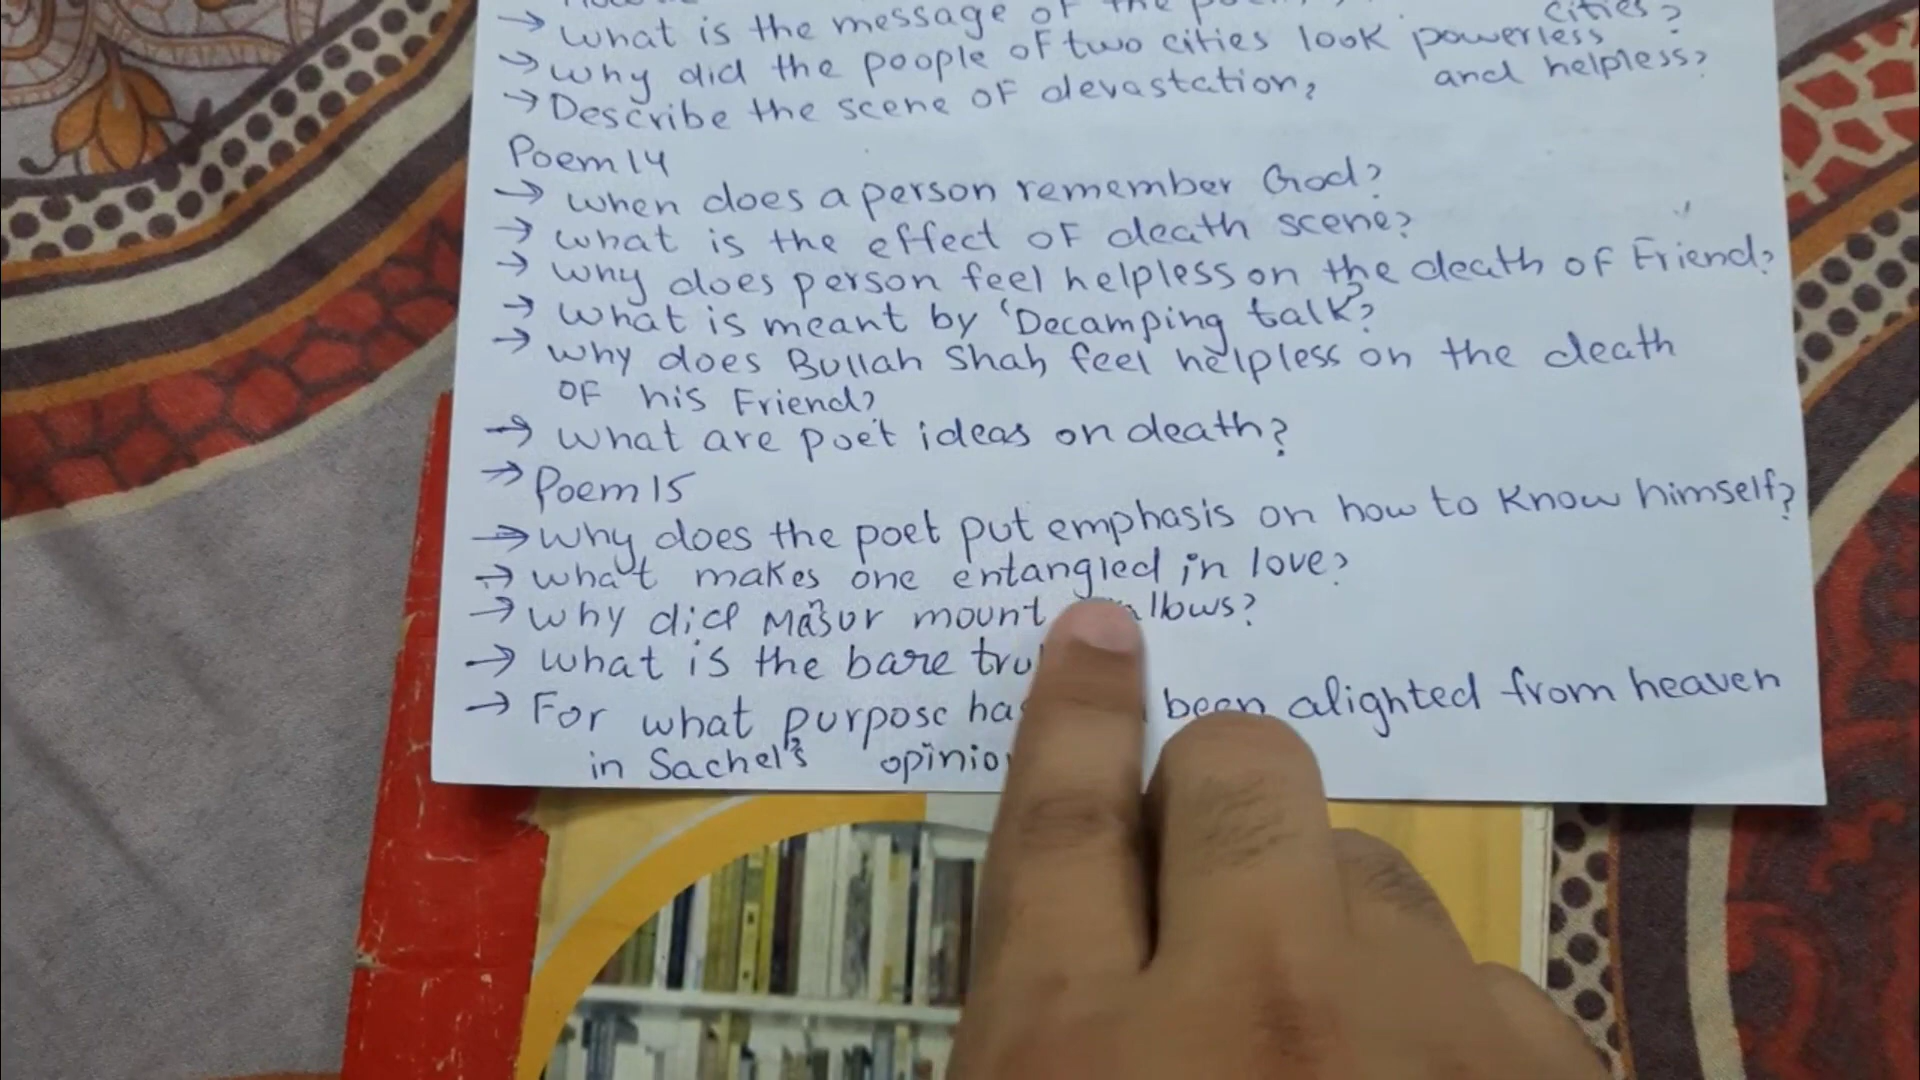 → What is the message of the
cities?
→ Why did the poople of two cities look powerless
and helpless?
→ Describe the scene of devastation?
Poem 14
→ When does a person remember God?
→ What is the effect of death scene?
→ Why does person feel helpless on the death of Friend?
→ What is meant by 'Decamping talk'?
→ Why does Bullah Shah feel helpless on the death
of his Friend?
→ What are poet ideas on death?
→ Poem 15
→ Why does the poet put emphasis on how to know himself?
→ What makes one entangled in love?
→ Why did mount
→ What is the bare
→ For what purpose been alighted from heaven
in Sachel's